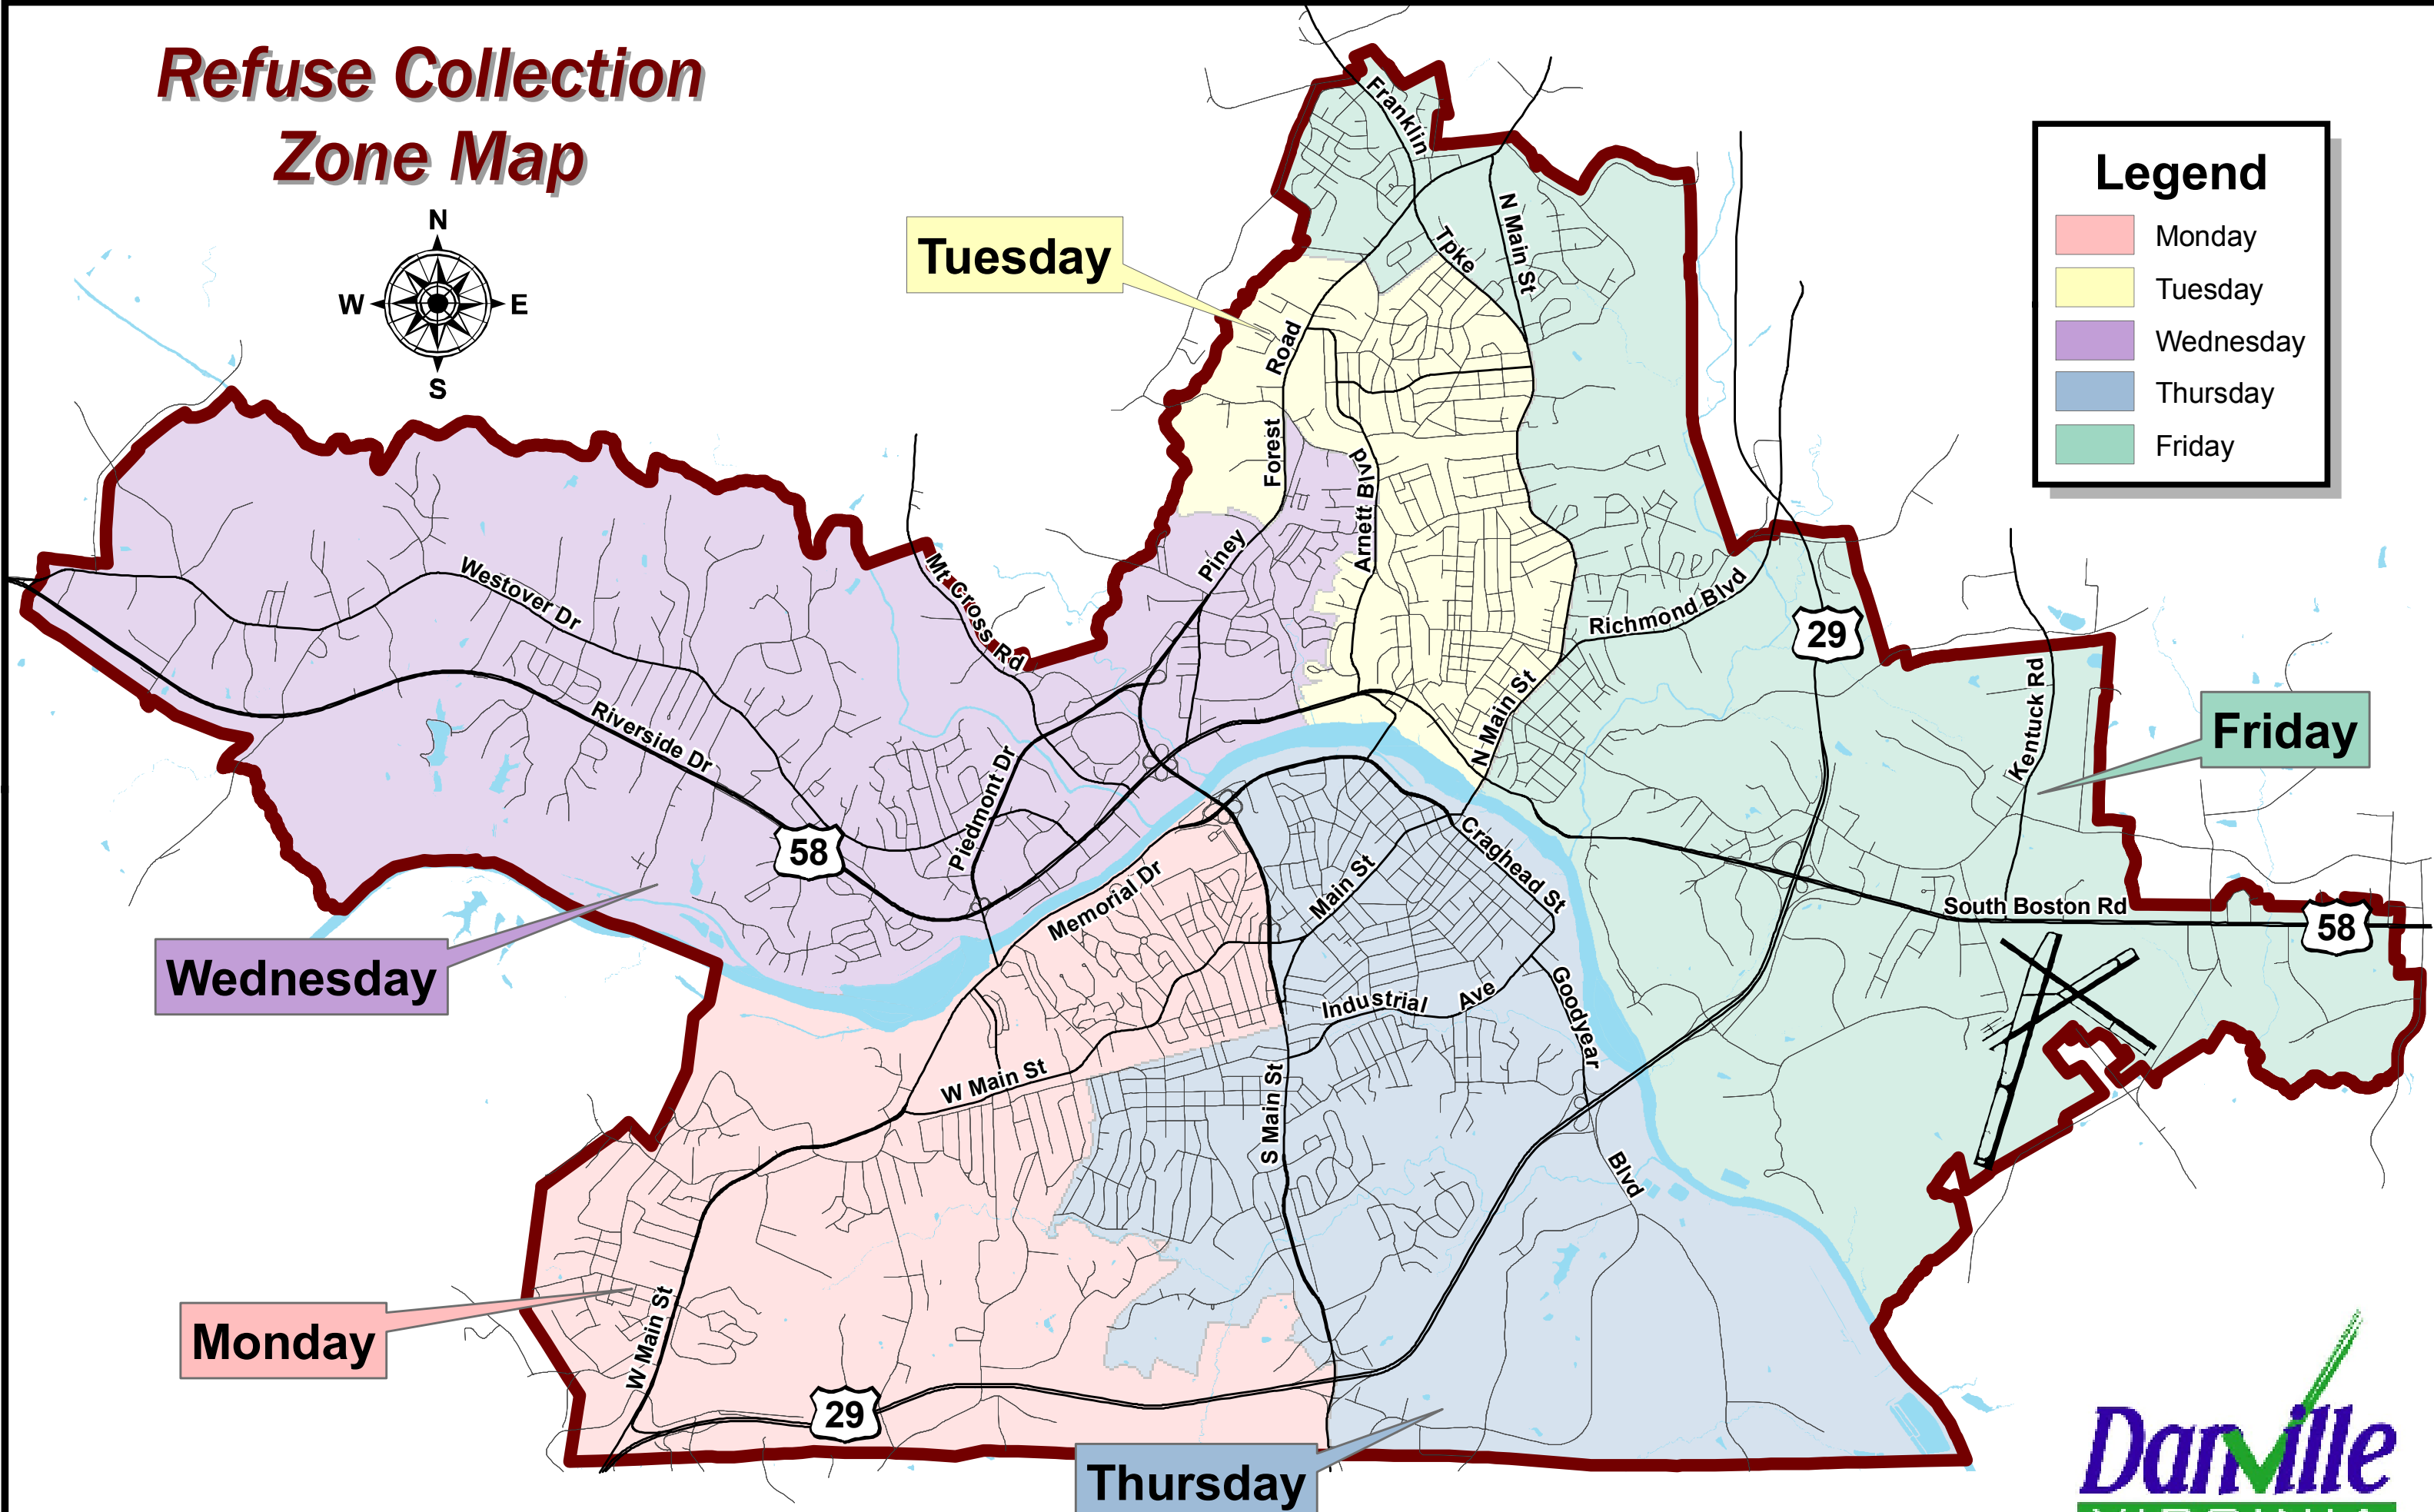 Refuse Collection
Zone Map
N
W
E
S
Legend
Monday
Tuesday
Wednesday
Thursday
Friday
Tuesday
Franklin
Tpke
N Main St
Road
Forest
Piney
Arnett Blvd
Mt Cross Rd
Westover Dr
Riverside Dr
58
Piedmont Dr
Richmond Blvd
29
Kentuck Rd
Friday
N Main St
South Boston Rd
58
Craghead St
Main St
Memorial Dr
Wednesday
Industrial Ave
Goodyear
Blvd
W Main St
S Main St
Monday
W Main St
29
Thursday
Danville